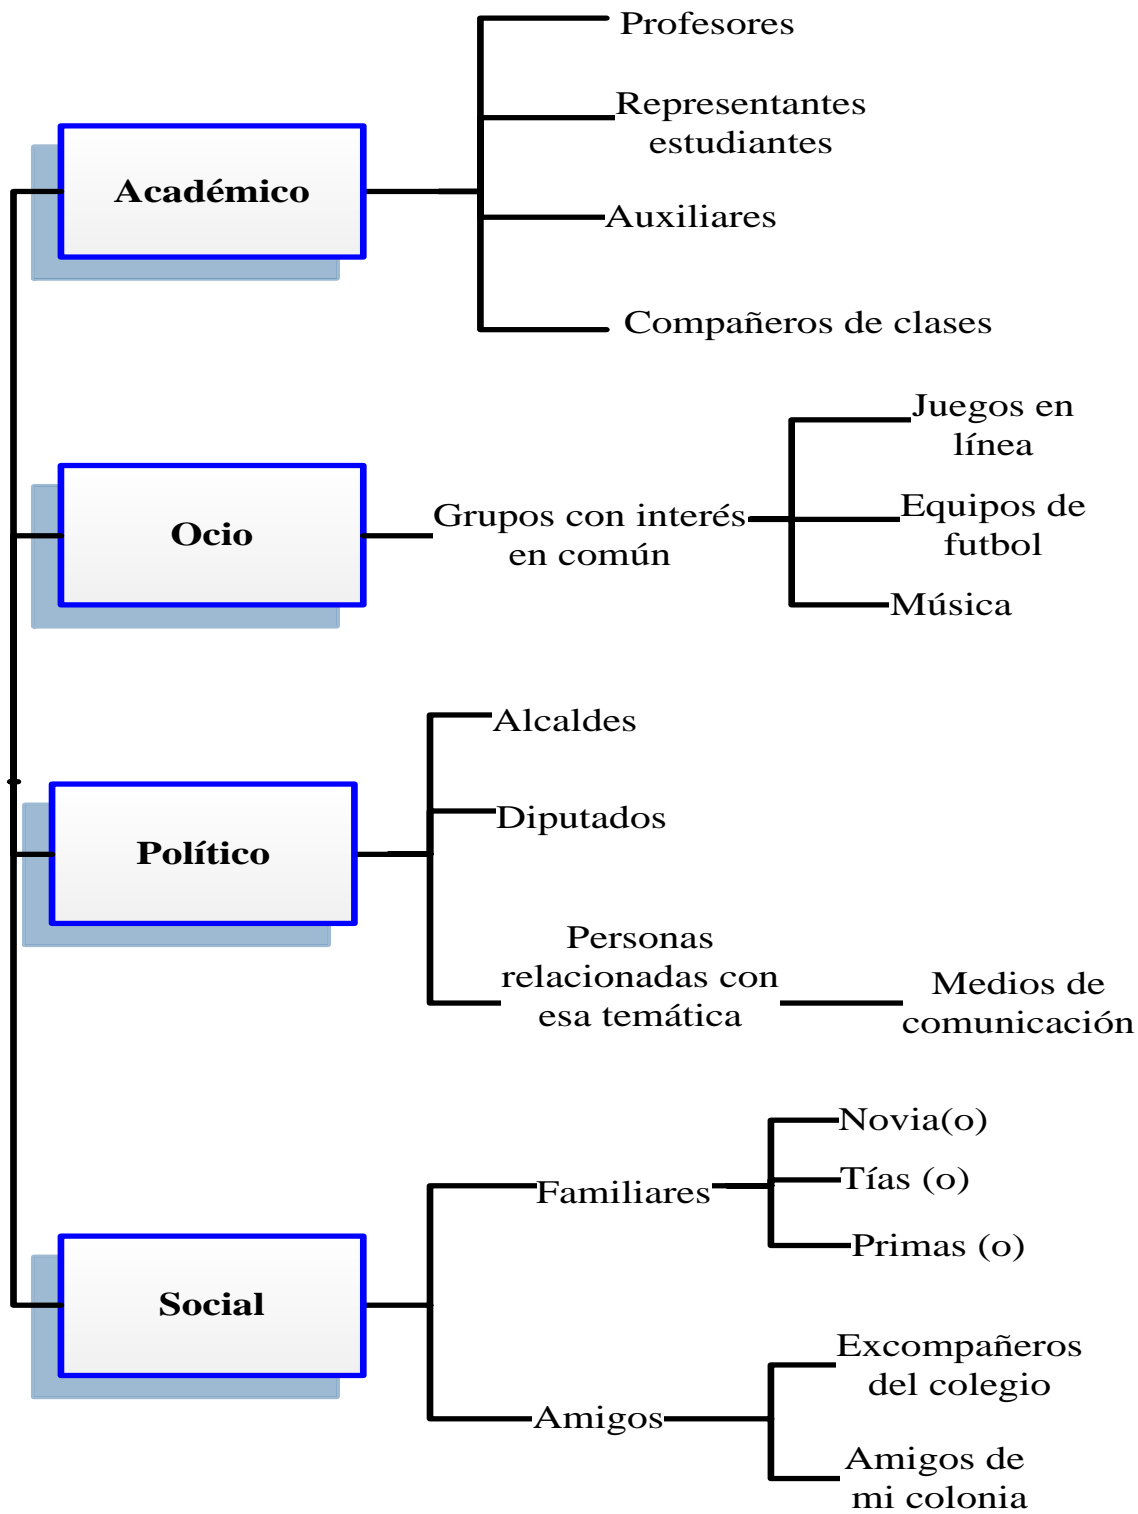 Profesores
Representantes
estudiantes
Académico
Auxiliares
Compañeros de clases
Juegos en
línea
Ocio
Grupos con interés
en común
Equipos de
futbol
Música
Alcaldes
Diputados
Político
Personas
relacionadas con
esa temática
Medios de
comunicación
Novia(o)
Familiares
Tías (o)
Primas (o)
Social
Excompañeros
del colegio
Amigos
Amigos de
mi colonia